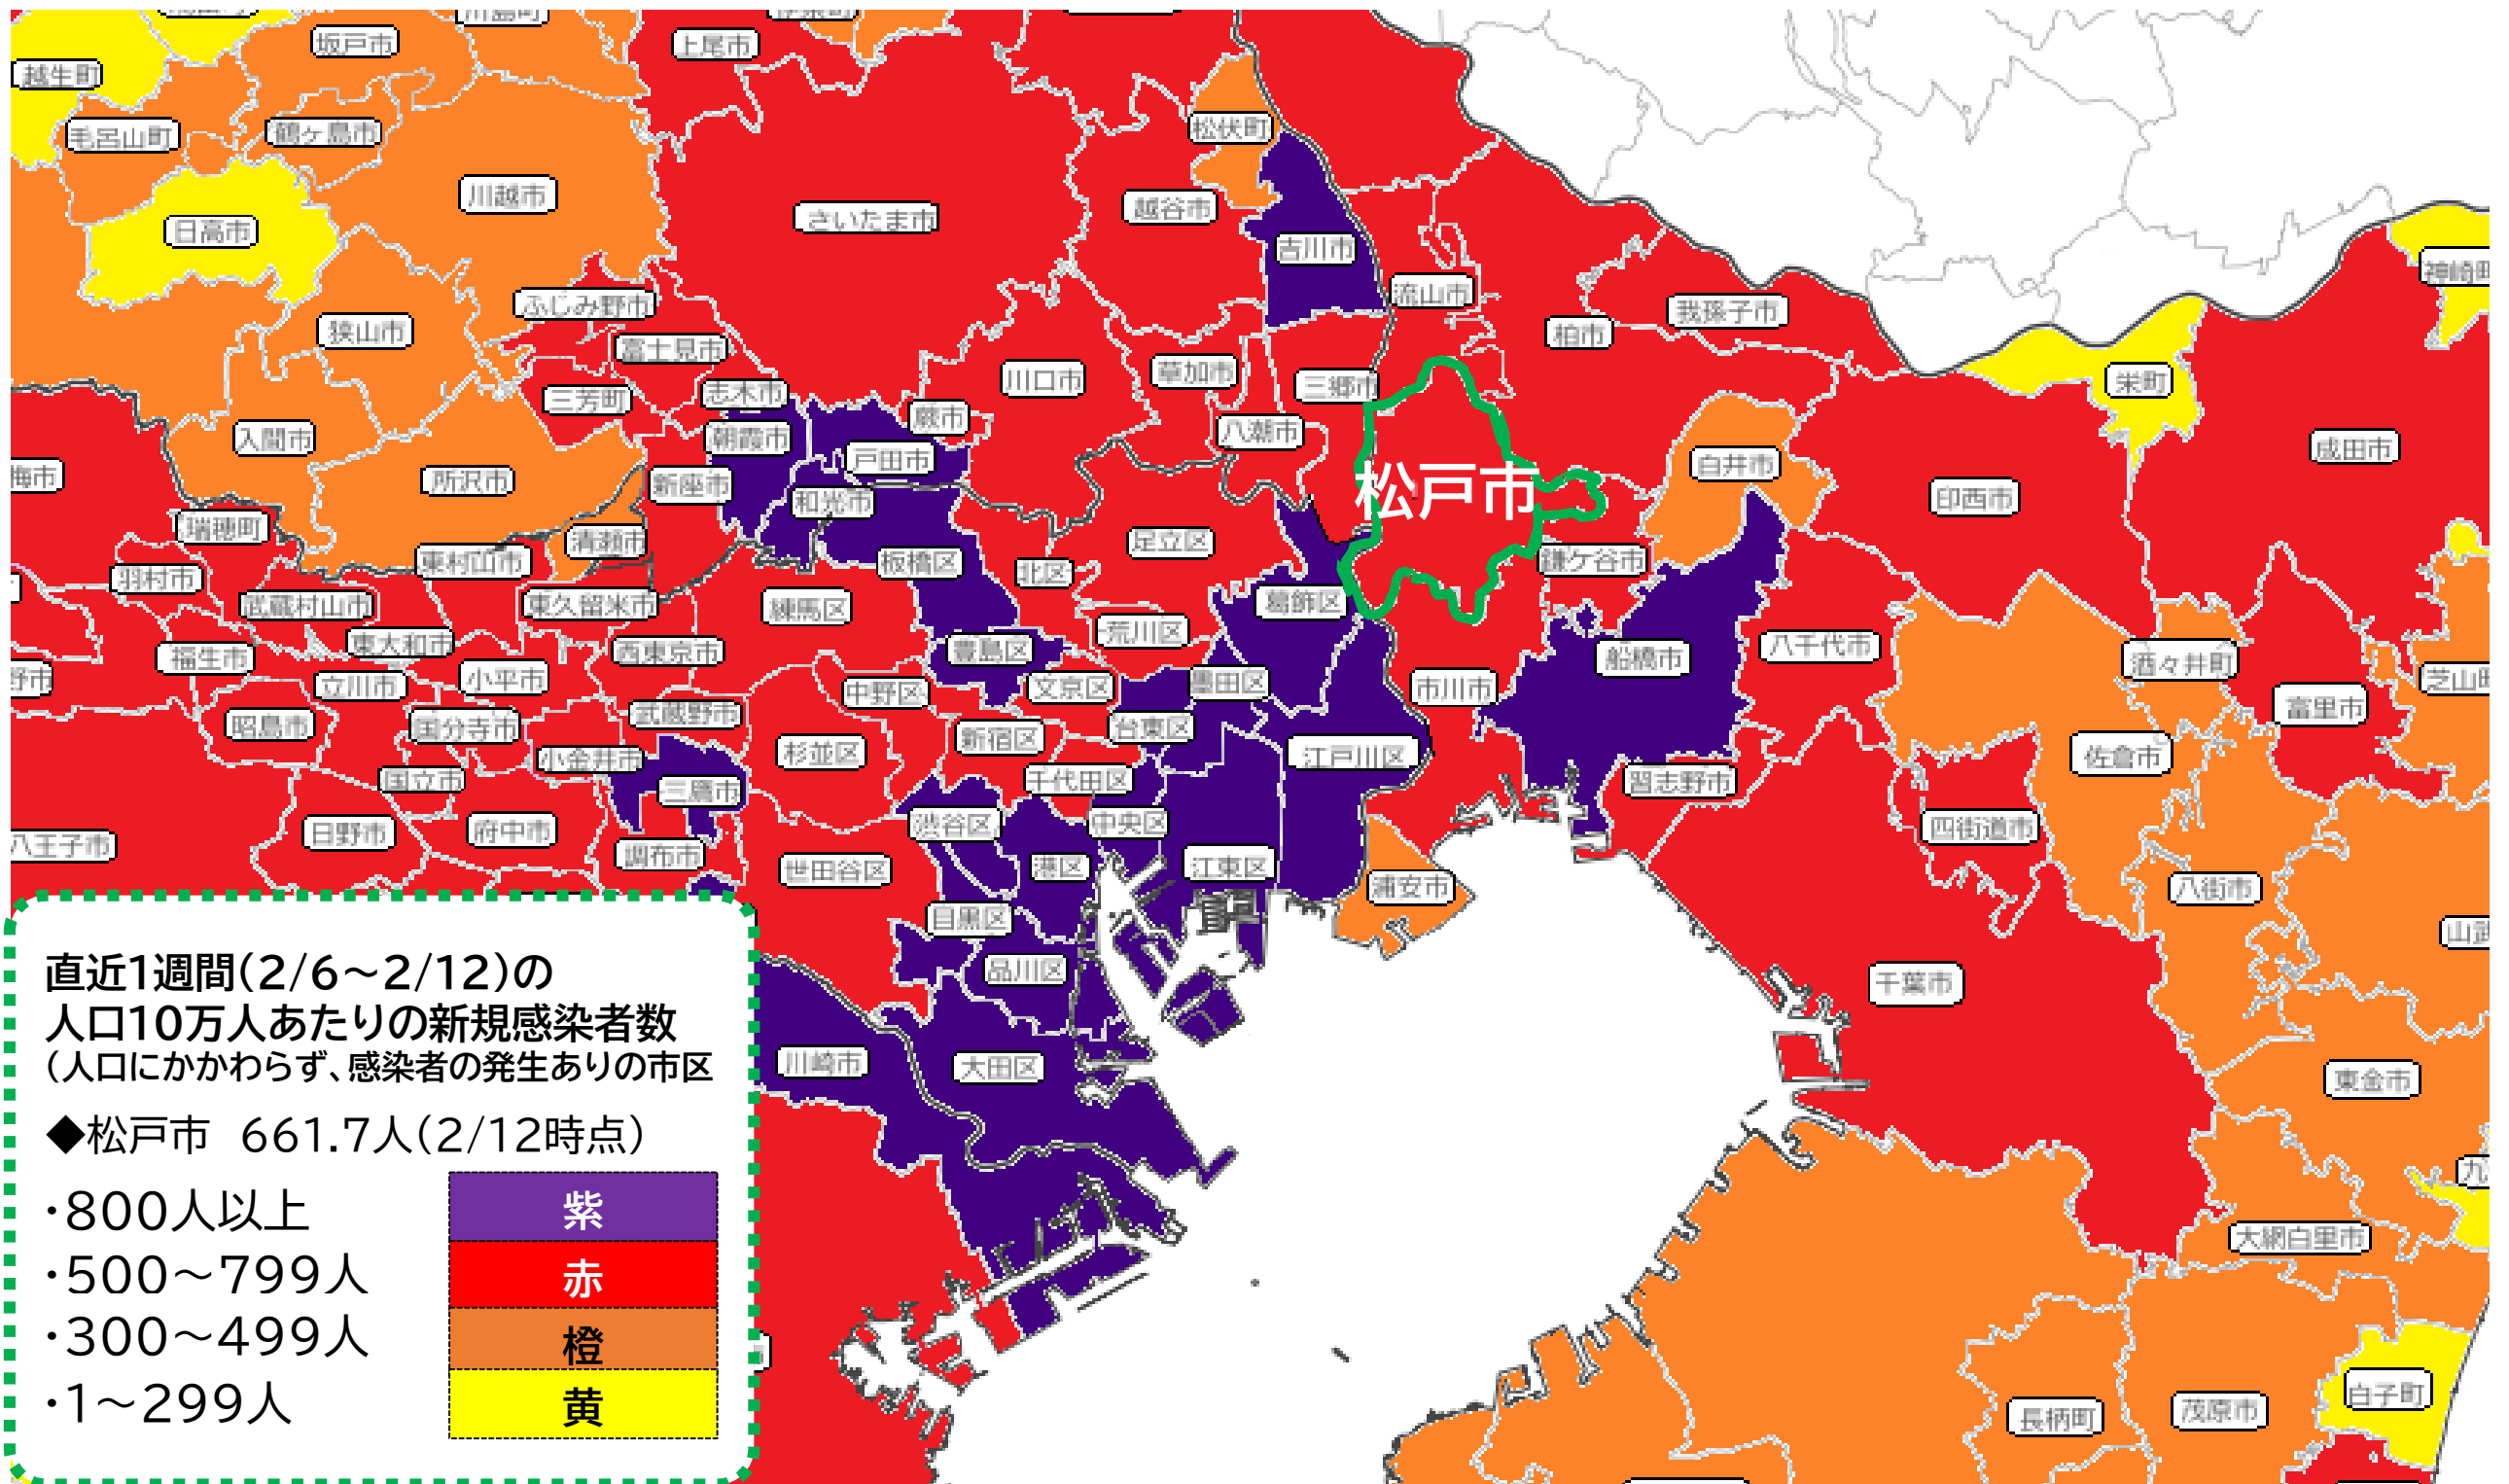 坂戸市
上尾市
越生町
毛呂山町
鶴ヶ島市
松伏町
川越市
さいたま市
越谷市
日高市
吉川市
流山市
ふじみ野市
我孫子市
狭山市
富士見市
柏市
川口市
草加市
三郷市
栄町
三芳町
志木市
蕨市
八潮市
入間市
朝霞市
戸田市
成田市
所沢市
新座市
和光市
松戸市
白井市
印西市
瑞穂町
清瀬市
足立区
東村山市
板橋区
北区
鎌ケ谷市
羽村市
武蔵村山市
東久留米市
練馬区
葛飾区
荒川区
東大和市
福生市
西東京市
豊島区
船橋市
八千代市
酒々井町
立川市
小平市
中野区
文京区
墨田区
市川市
富里市
昭島市
国分寺市
武蔵野市
新宿区
台東区
小金井市
杉並区
江戸川区
佐倉市
国立市
三鷹市
千代田区
習志野市
日野市
府中市
渋谷区
中央区
四街道市
八王子市
調布市
世田谷区
港区
江東区
浦安市
八街市
目黒区
品川区
千葉市
川崎市
大田区
東金市
大網白里市
白子町
長柄町
茂原市
直近1週間(2/6～2/12)の
人口10万人あたりの新規感染者数
(人口にかかわらず、感染者の発生ありの市区
◆松戸市 661.7人(2/12時点)
・800人以上 紫
・500～799人 赤
・300～499人 橙
・1～299人 黄